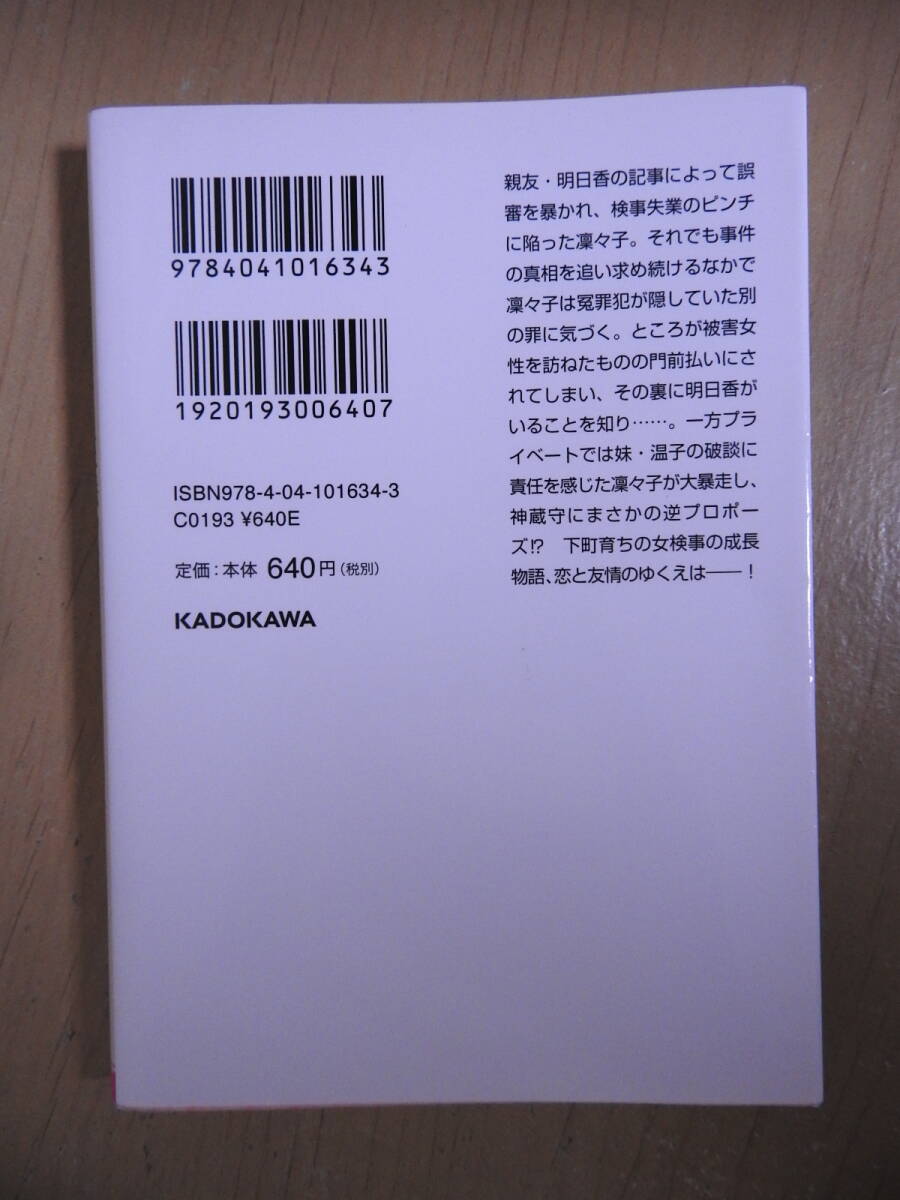 9784041016343
1920193006407
ISBN978-4-04-101634-3
C0193 ¥640E
定価：本体 640円（税別）
KADOKAWA
親友・明日香の記事によって誤
審を暴かれ、検事失業のピンチ
に陥った凜々子。それでも事件
の真相を追い求め続けるなかで
凜々子は冤罪犯が隠していた別
の罪に気づく。ところが被害女
性を訪ねたものの門前払いにさ
れてしまい、その裏に明日香が
いることを知り……。一方プラ
イベートでは妹・温子の破談に
責任を感じた凜々子が大暴走し、
神蔵守にまさかの逆プロポー
ズ!?　下町育ちの女検事の成長
物語、恋と友情のゆくえは――！